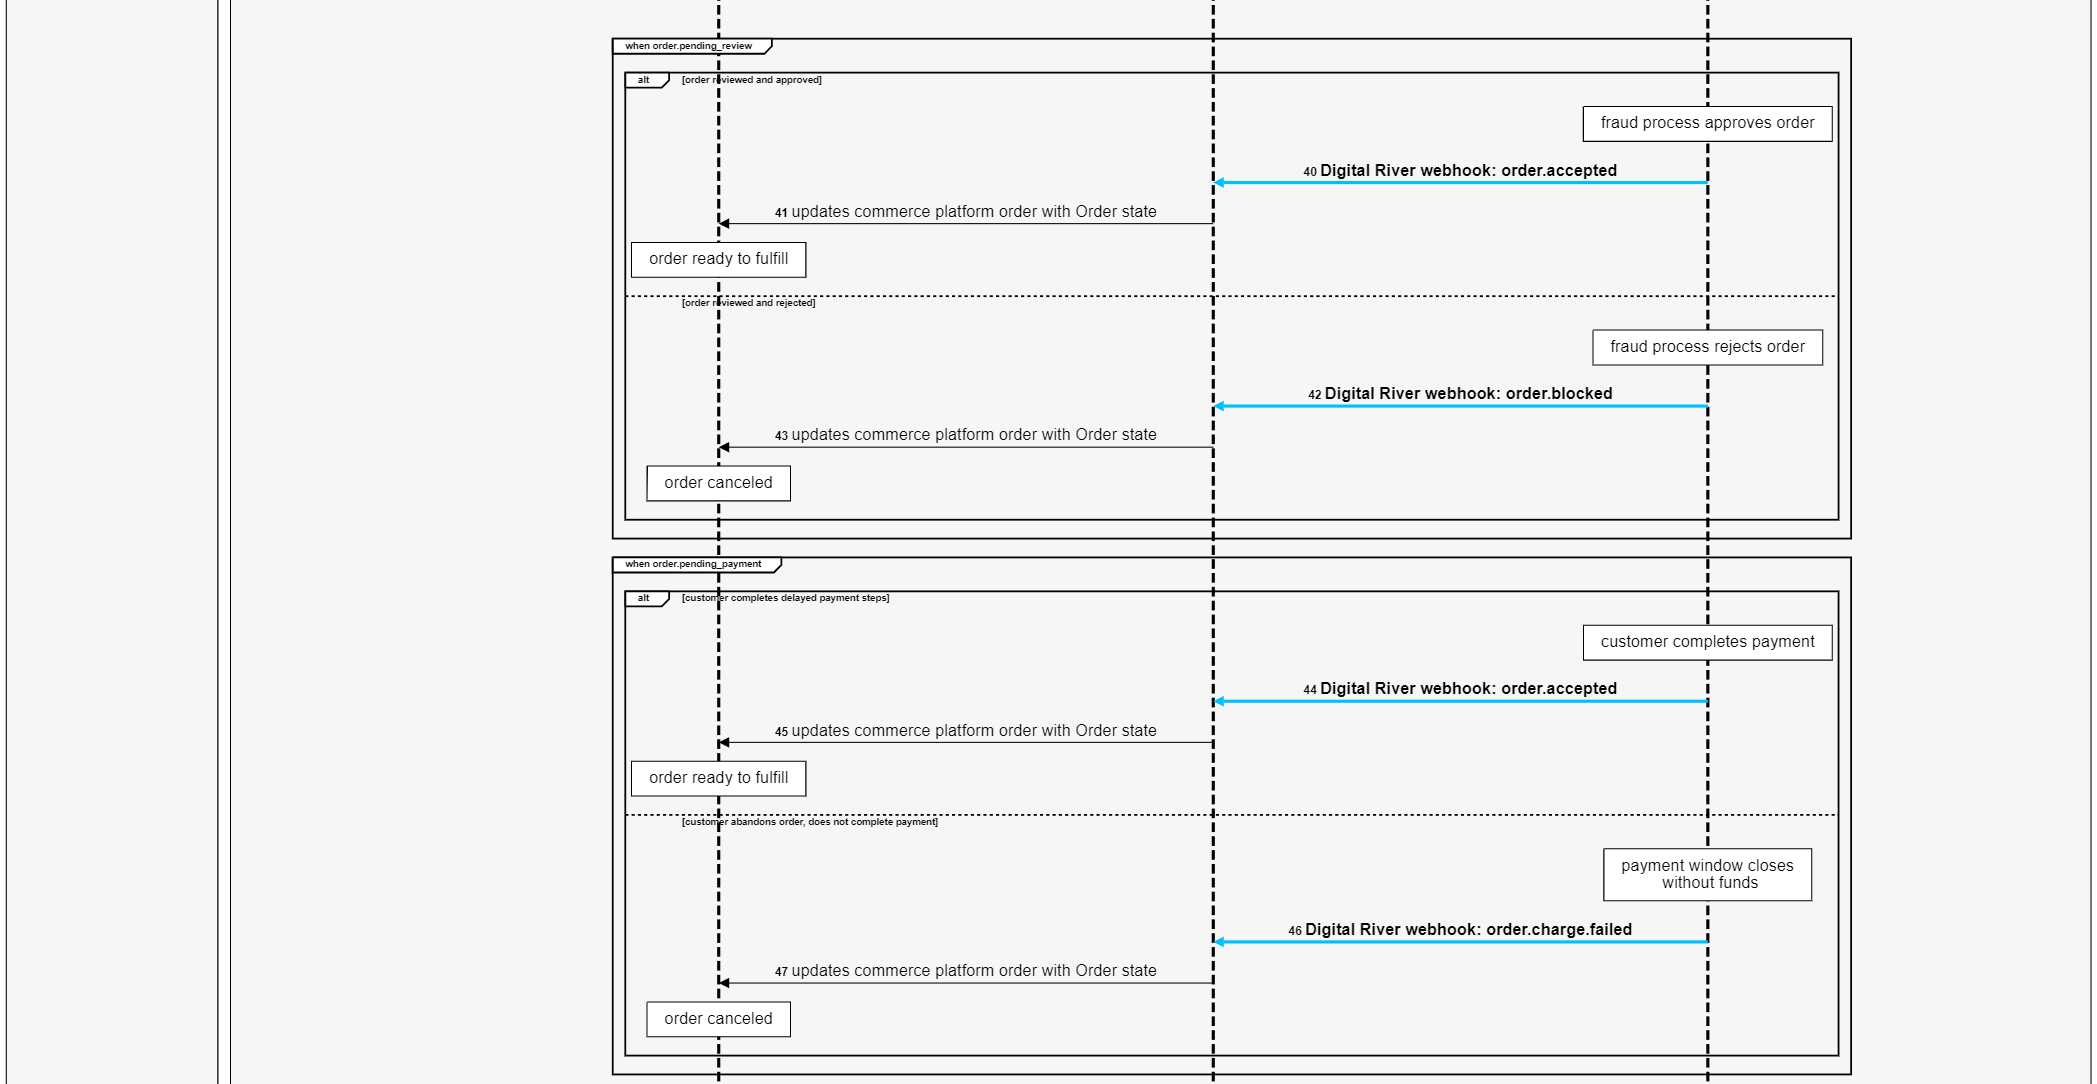 when order.pending_review
alt [order reviewed and approved]
fraud process approves order
40 Digital River webhook: order.accepted
41 updates commerce platform order with Order state
order ready to fulfill
[order reviewed and rejected]
fraud process rejects order
42 Digital River webhook: order.blocked
43 updates commerce platform order with Order state
order canceled
when order.pending_payment
alt [customer completes delayed payment steps]
customer completes payment
44 Digital River webhook: order.accepted
45 updates commerce platform order with Order state
order ready to fulfill
[customer abandons order, does not complete payment]
payment window closes
without funds
46 Digital River webhook: order.charge.failed
47 updates commerce platform order with Order state
order canceled